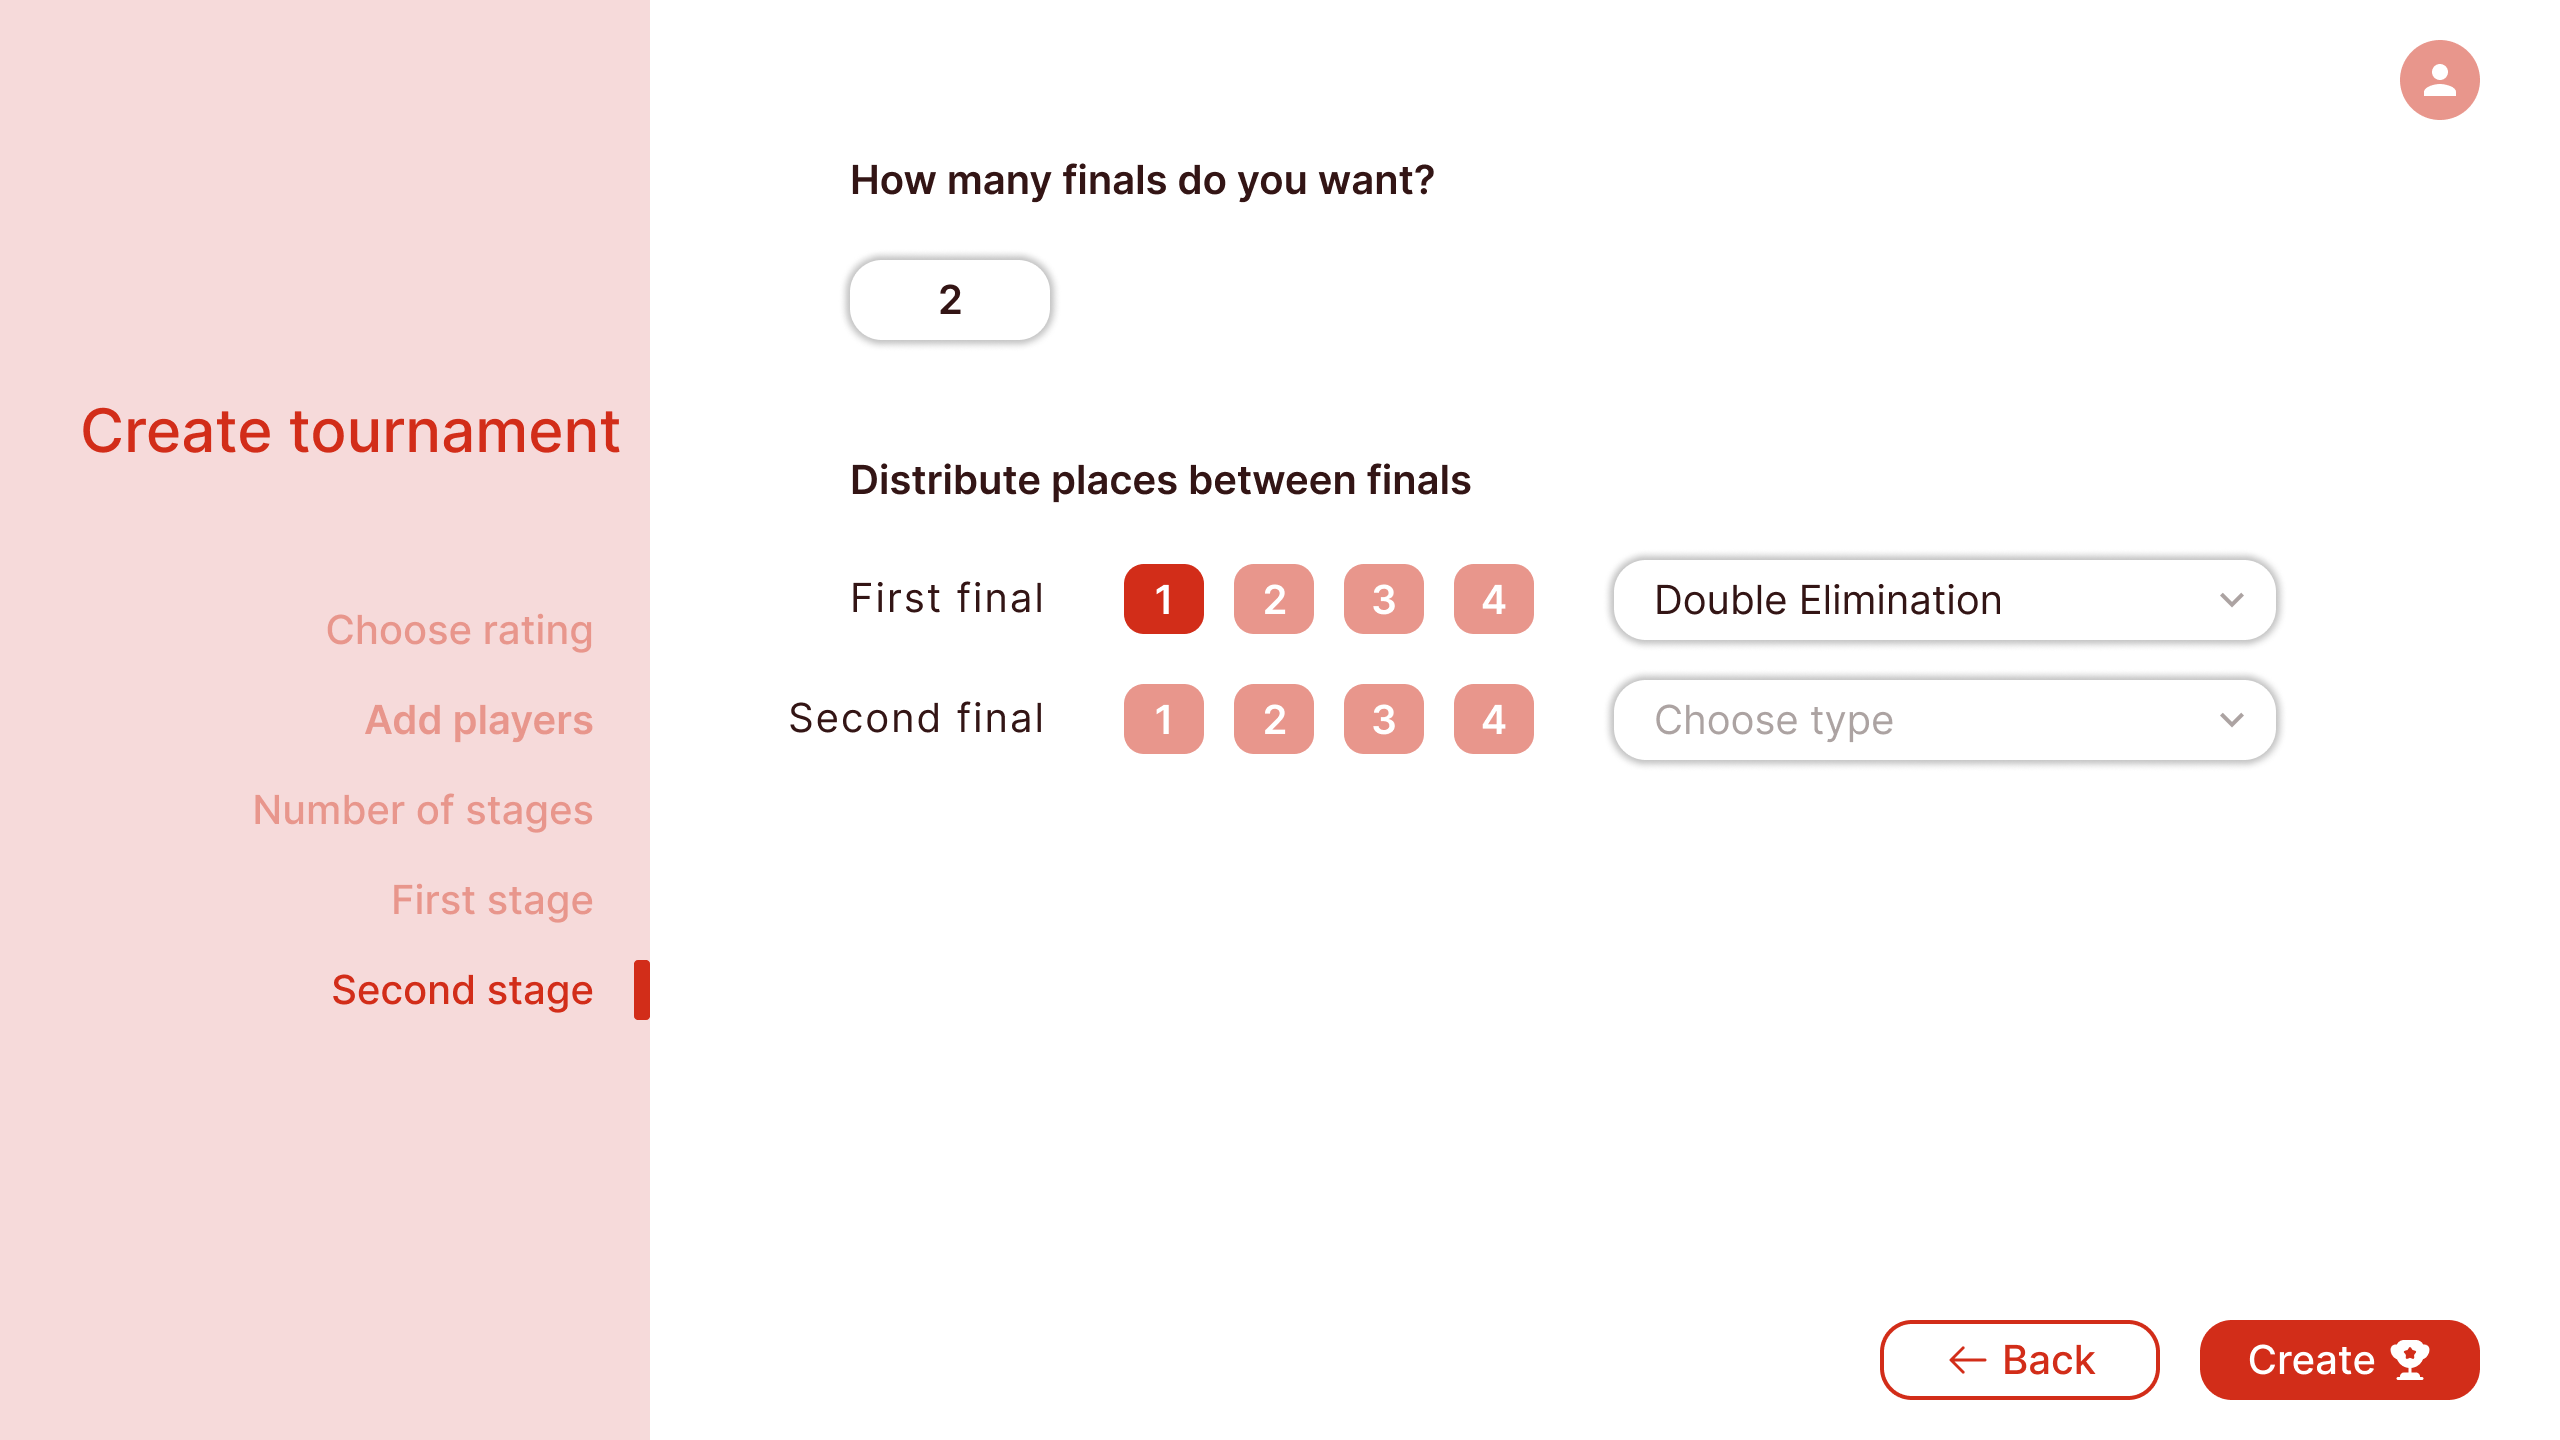 Create tournament
Choose rating
Add players
Number of stages
First stage
Second stage
How many finals do you want?
2
Distribute places between finals
First final 1 2 3 4 Double Elimination
Second final 1 2 3 4 Choose type
Back Create